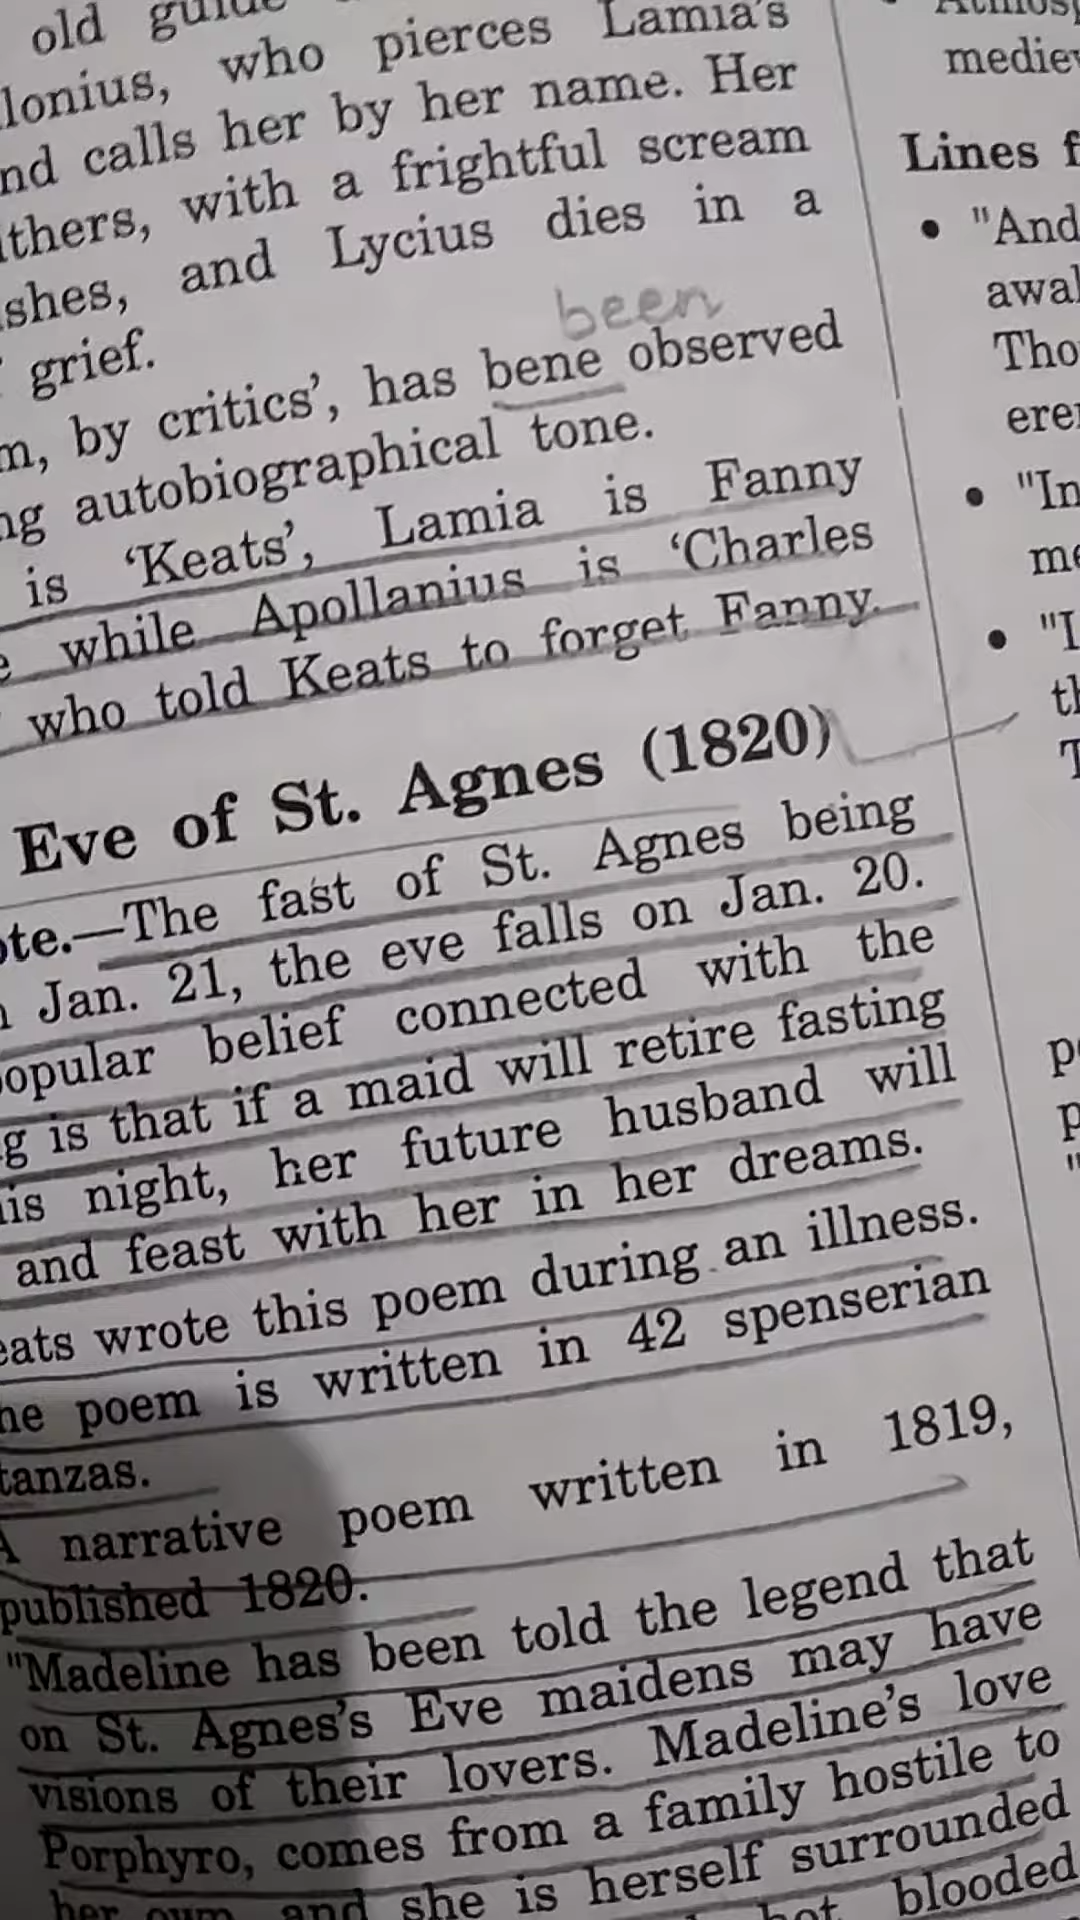 old
lonius, who pierces Lamia's
nd calls her by her name. Her
thers, with a frightful scream
shes, and Lycius dies in a
grief.
been
m, by critics', has bene observed
ng autobiographical tone.
is 'Keats', Lamia is Fanny
e while Apollanius is 'Charles
who told Keats to forget Fanny.
Eve of St. Agnes (1820)
ote.—The fast of St. Agnes being
n Jan. 21, the eve falls on Jan. 20.
opular belief connected with the
g is that if a maid will retire fasting
is night, her future husband will
and feast with her in her dreams.
eats wrote this poem during an illness.
he poem is written in 42 spenserian
tanzas.
A narrative poem written in 1819,
published 1820.
"Madeline has been told the legend that
on St. Agnes's Eve maidens may have
visions of their lovers. Madeline's love
Porphyro, comes from a family hostile to
her own, and she is herself surrounded
hot blooded
mediev
Lines f
• "And
awak
Tho
ere
• "In
me
• "I
th
T
po
p
"